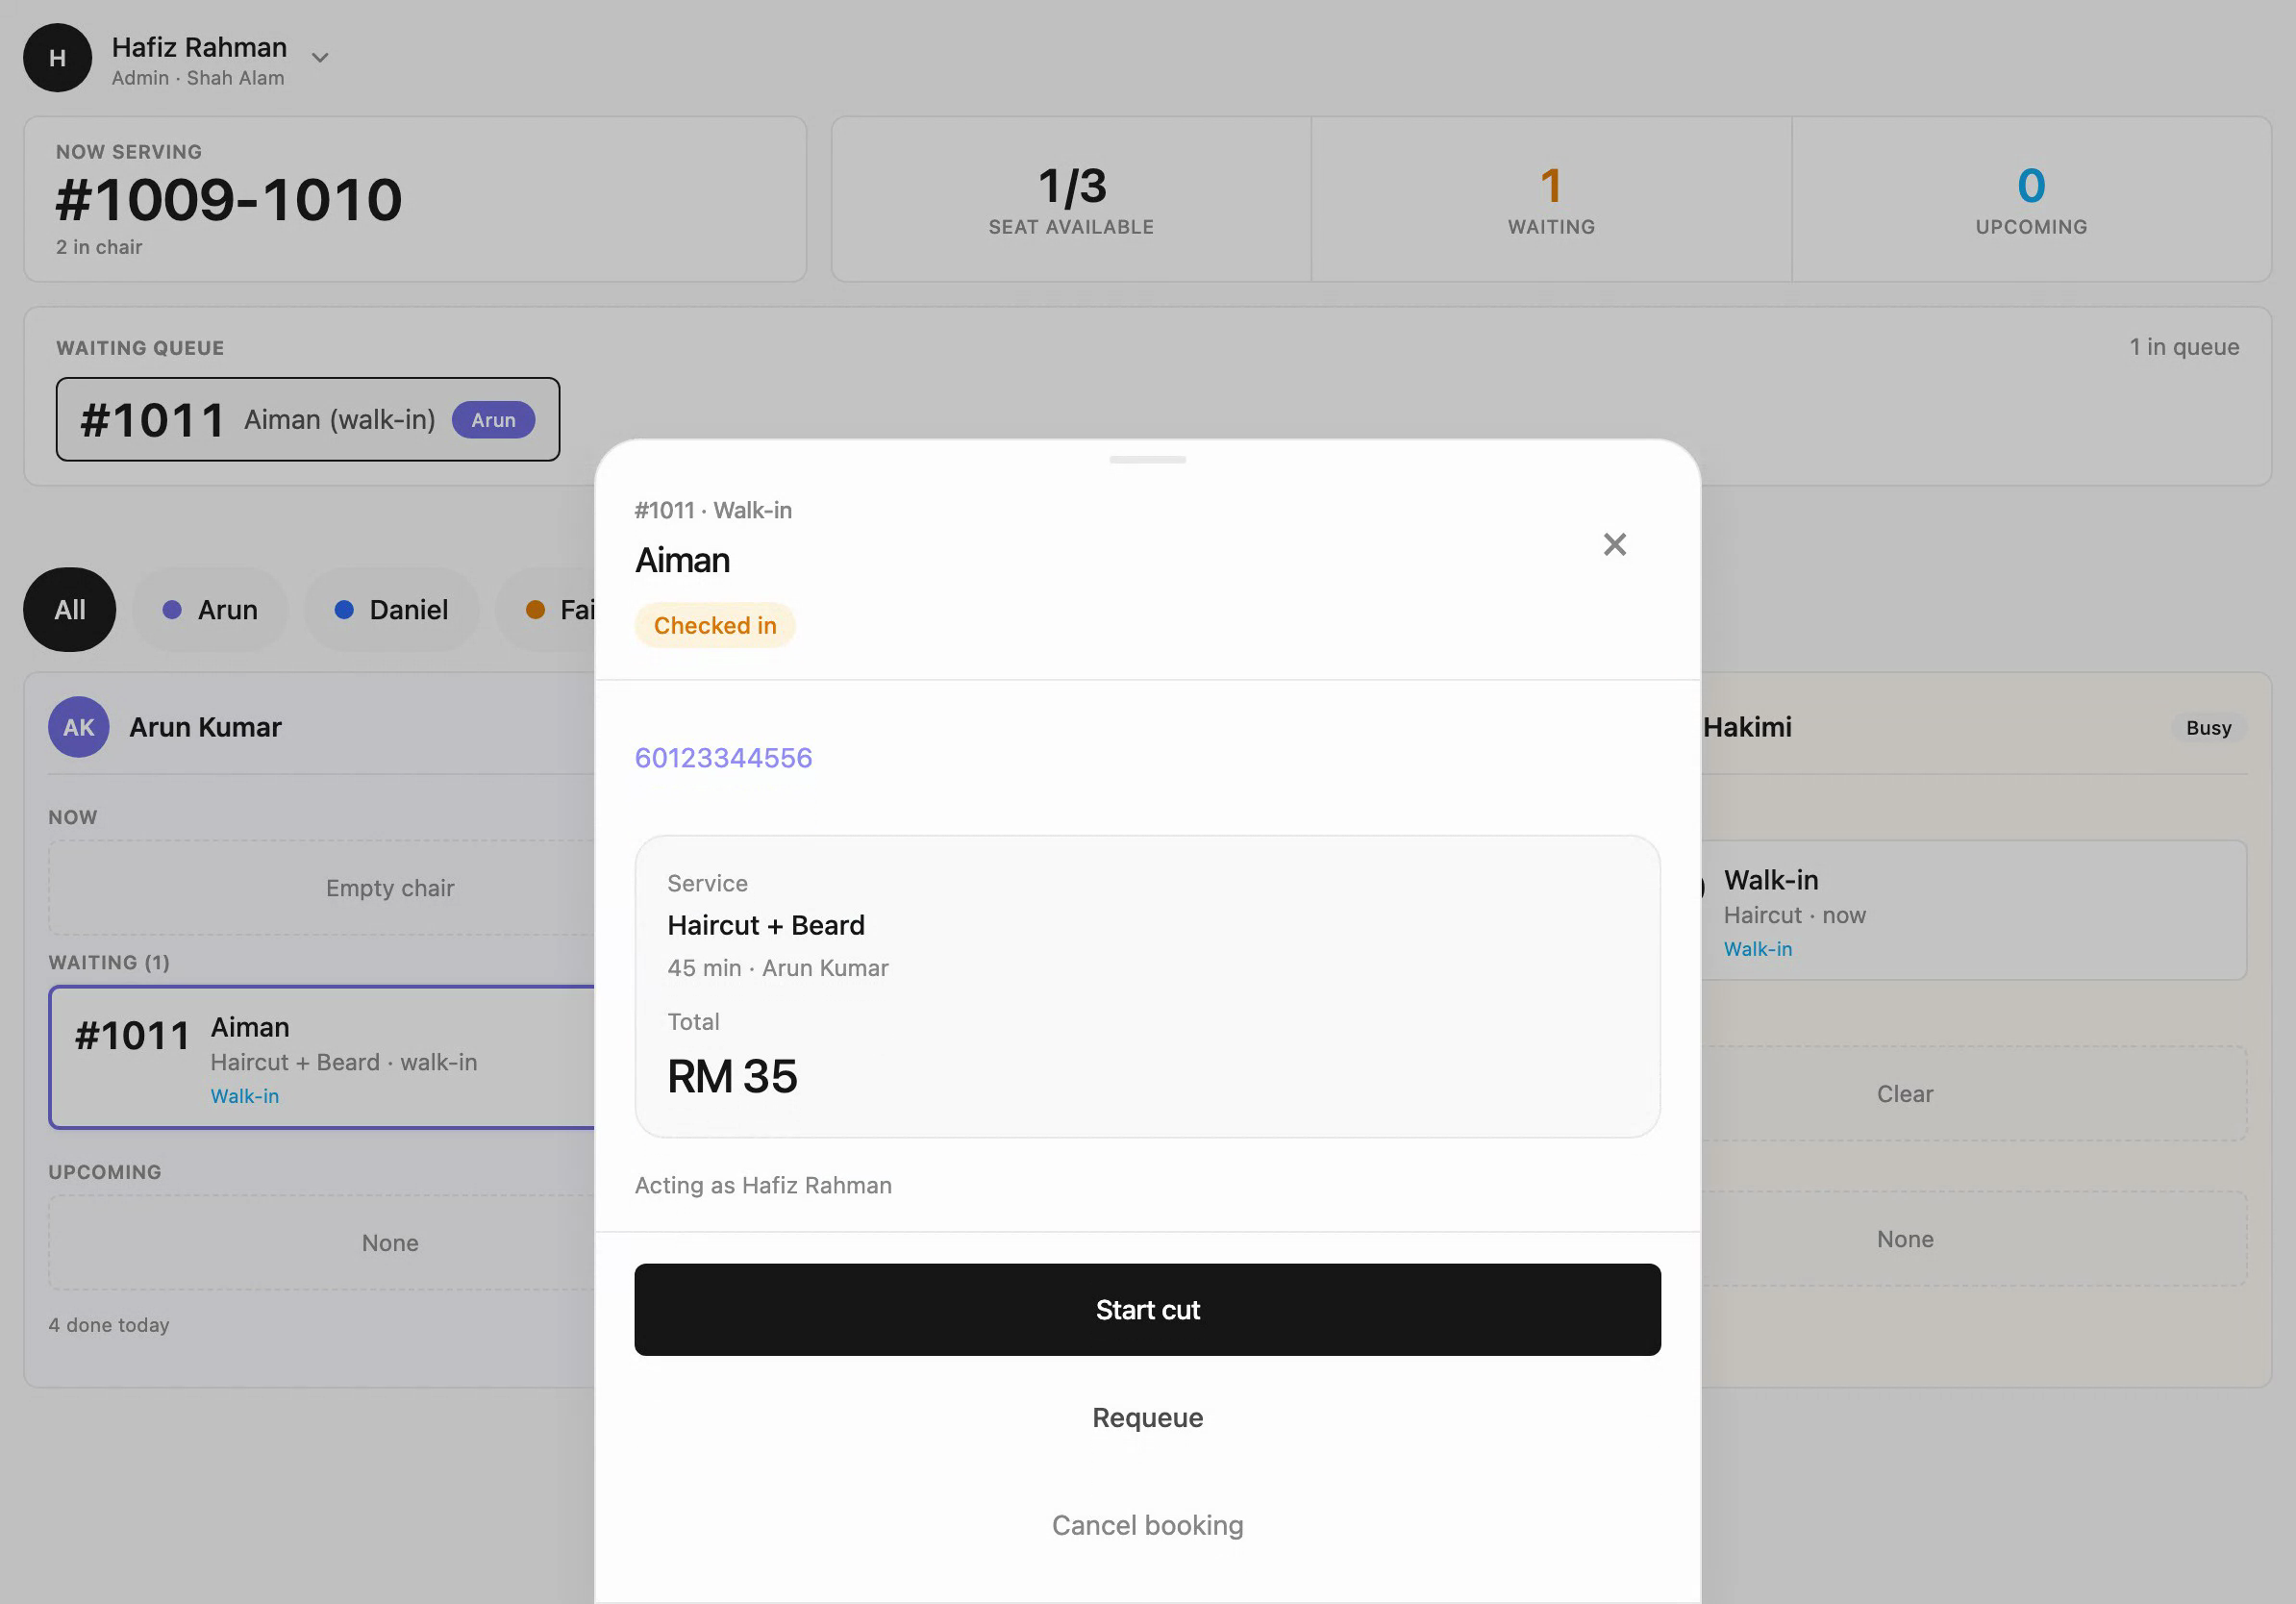 H
Hafiz Rahman
Admin · Shah Alam
NOW SERVING
#1009-1010
2 in chair
1/3
SEAT AVAILABLE
1
WAITING
0
UPCOMING
WAITING QUEUE
1 in queue
#1011 Aiman (walk-in) Arun
All
Arun
Daniel
AK
Arun Kumar
NOW
Empty chair
WAITING (1)
#1011
Aiman
Haircut + Beard · walk-in
Walk-in
UPCOMING
None
4 done today
#1011 · Walk-in
Aiman
Checked in
60123344556
Service
Haircut + Beard
45 min · Arun Kumar
Total
RM 35
Acting as Hafiz Rahman
Start cut
Requeue
Cancel booking
Hakimi
Busy
Walk-in
Haircut · now
Walk-in
Clear
None